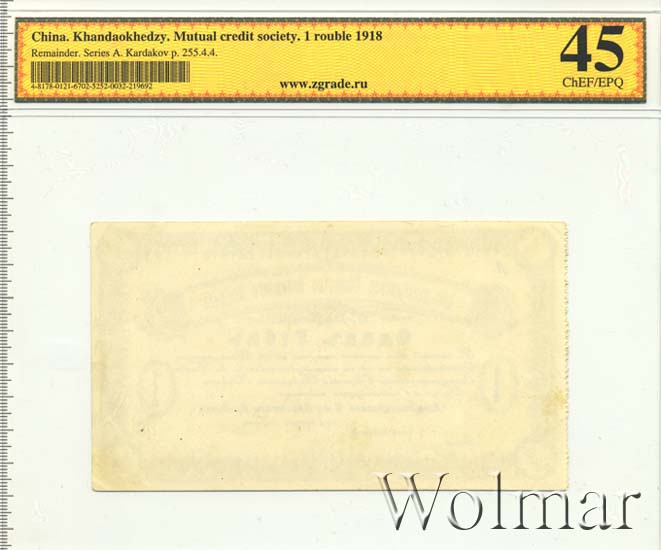 China. Khandaokhedzy. Mutual credit society. 1 rouble 1918
Remainder. Series A. Kardakov p. 255.4.4.
4-8178-0121-6702-5252-0032-219692
www.zgrade.ru
45
ChEF/EPQ
Wolmar